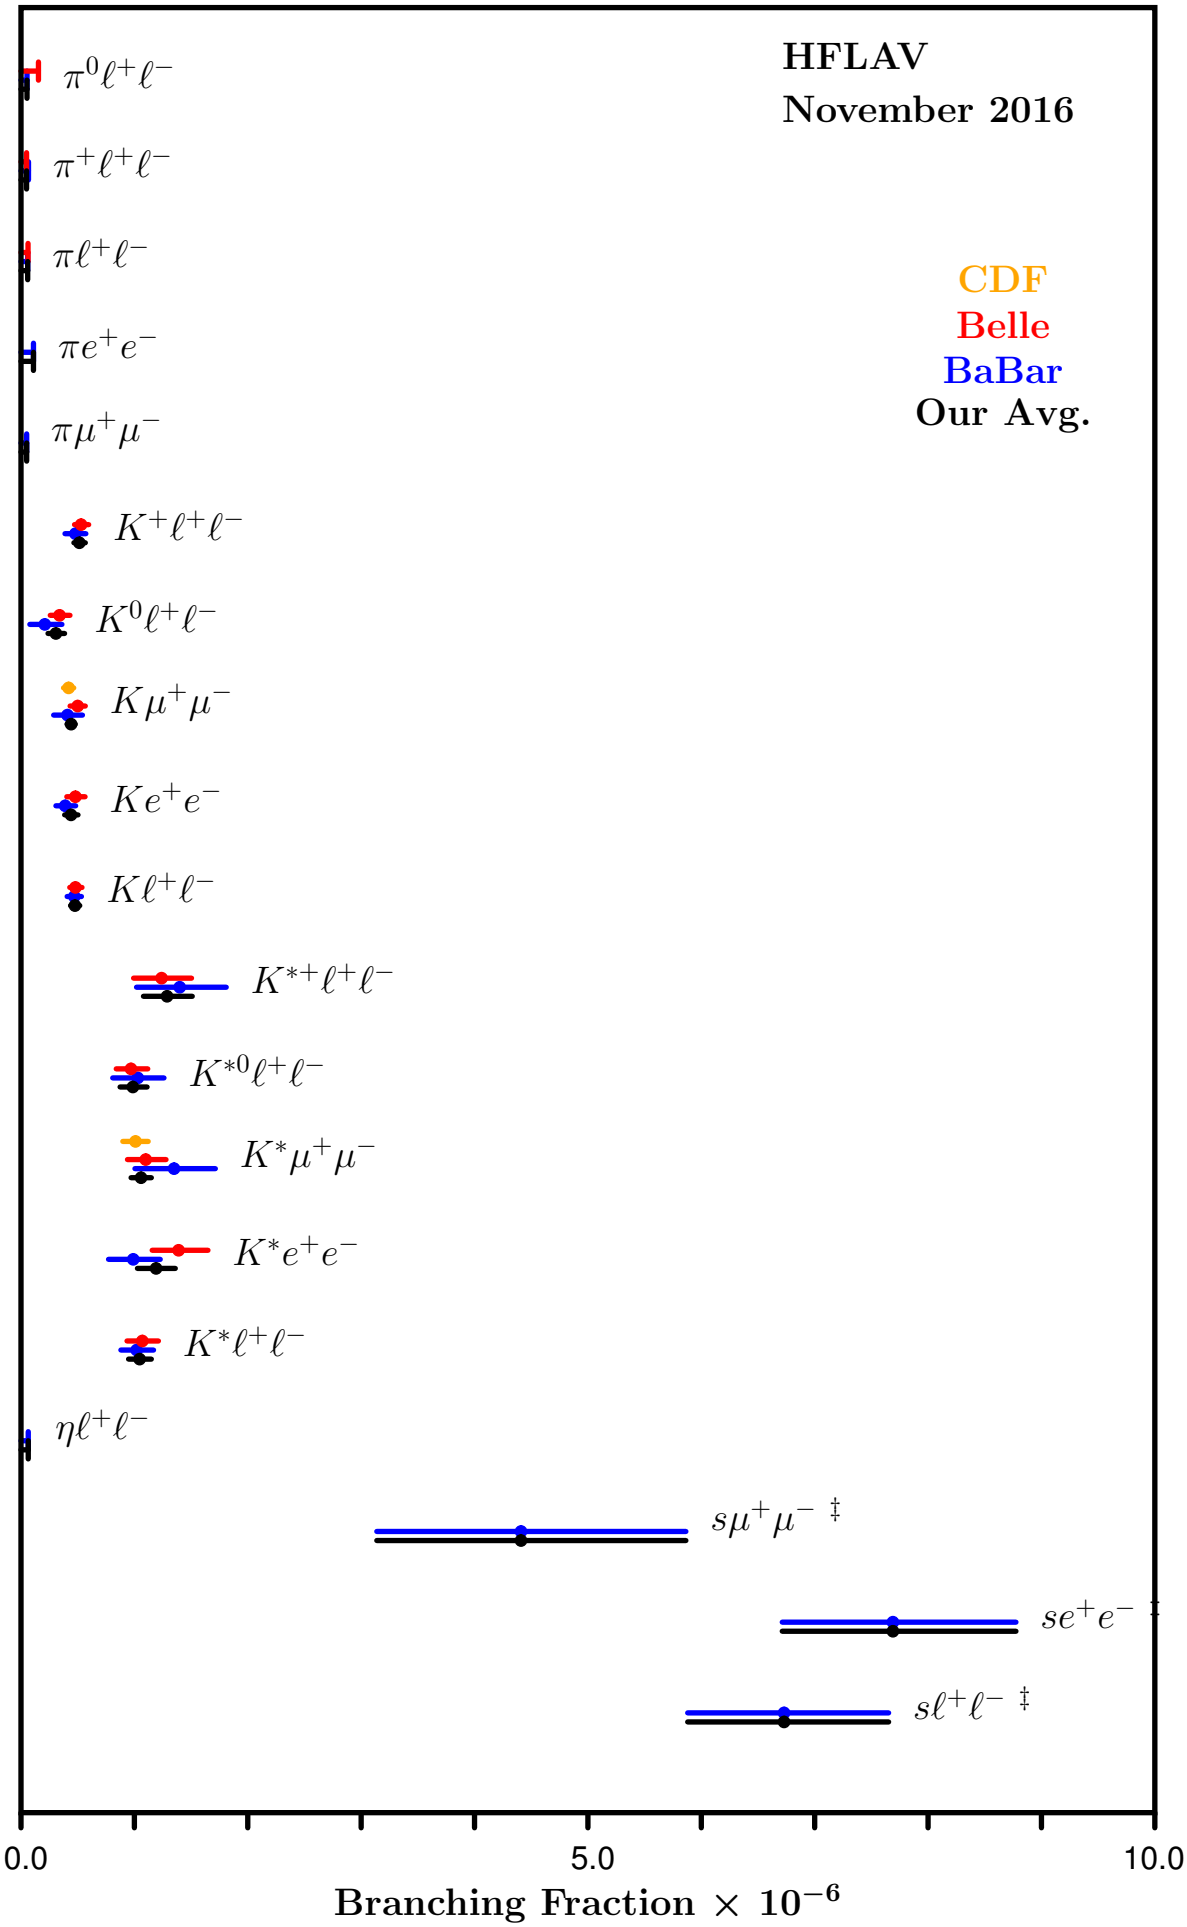 HFLAV
November 2016
π⁰ℓ⁺ℓ⁻
π⁺ℓ⁺ℓ⁻
πℓ⁺ℓ⁻
CDF
Belle
πe⁺e⁻
BaBar
Our Avg.
πμ⁺μ⁻
K⁺ℓ⁺ℓ⁻
K⁰ℓ⁺ℓ⁻
Kμ⁺μ⁻
Ke⁺e⁻
Kℓ⁺ℓ⁻
K*⁺ℓ⁺ℓ⁻
K*⁰ℓ⁺ℓ⁻
K*μ⁺μ⁻
K*e⁺e⁻
K*ℓ⁺ℓ⁻
ηℓ⁺ℓ⁻
sμ⁺μ⁻ ‡
se⁺e⁻ ‡
sℓ⁺ℓ⁻ ‡
0.0 5.0 10.0
Branching Fraction × 10⁻⁶